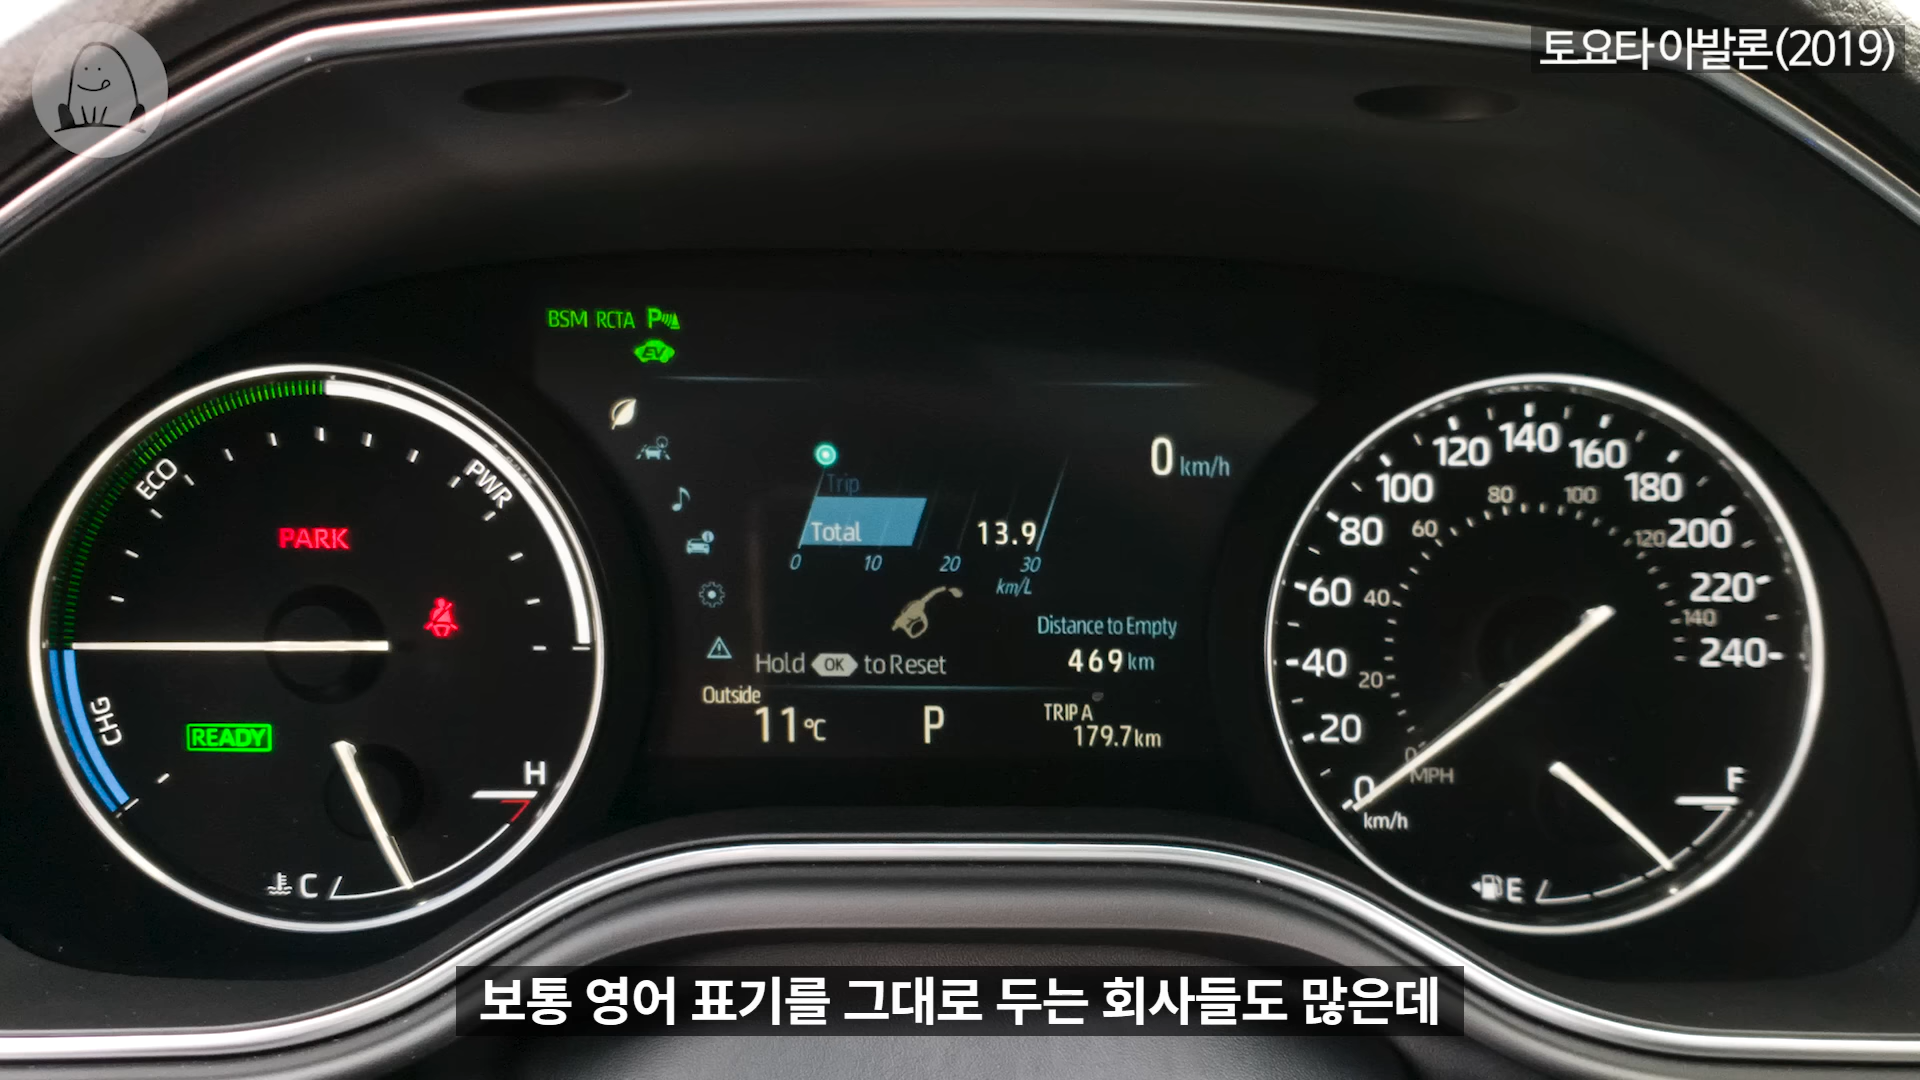 토요타 아발론 (2019)
BSM RCTA P
EV
ECO
PWR
PARK
CHG
READY
H
C
Trip
Total
13.9
0 10 20 30
km/L
0 km/h
Distance to Empty
469 km
Hold OK to Reset
Outside
11°C
P
TRIP A
179.7 km
0 20 40 60 80 100 120 140 160 180 200 220 240
km/h
0 20 40 60 80 100 120 140
MPH
F
E
보통 영어 표기를 그대로 두는 회사들도 많은데